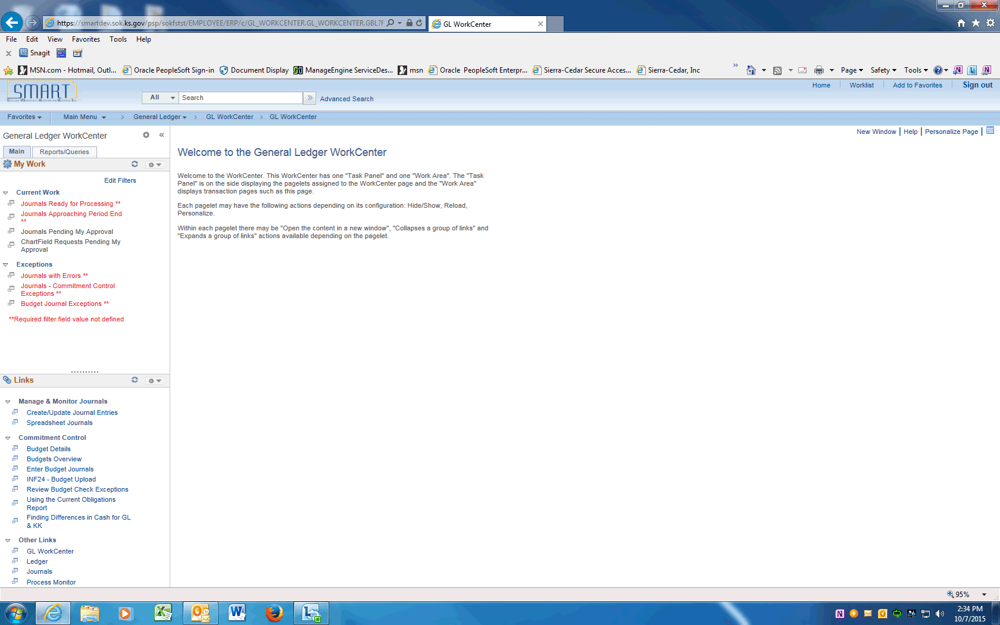 https://smartdev.sok.ks.gov/psp/sokfstst/EMPLOYEE/ERP/c/GL_WORKCENTER.GL_WORKCENTER.GBL?F
GL WorkCenter
File Edit View Favorites Tools Help
x Snagit
MSN.com - Hotmail, Outl... Oracle PeopleSoft Sign-in Document Display ManageEngine ServiceDes... msn Oracle PeopleSoft Enterpr... Sierra-Cedar Secure Acces... Sierra-Cedar, Inc » Page Safety Tools
SMART
All Search » Advanced Search
Home Worklist Add to Favorites Sign out
Favorites Main Menu > General Ledger > GL WorkCenter > GL WorkCenter
New Window | Help | Personalize Page |
General Ledger WorkCenter «
Main Reports/Queries
My Work
Edit Filters
Current Work
Journals Ready for Processing **
Journals Approaching Period End
**
Journals Pending My Approval
ChartField Requests Pending My
Approval
Exceptions
Journals with Errors **
Journals - Commitment Control
Exceptions **
Budget Journal Exceptions **
**Required filter field value not defined
Links
Manage & Monitor Journals
Create/Update Journal Entries
Spreadsheet Journals
Commitment Control
Budget Details
Budgets Overview
Enter Budget Journals
INF24 - Budget Upload
Review Budget Check Exceptions
Using the Current Obligations
Report
Finding Differences in Cash for GL
& KK
Other Links
GL WorkCenter
Ledger
Journals
Process Monitor
Welcome to the General Ledger WorkCenter
Welcome to the WorkCenter. This WorkCenter has one "Task Panel" and one "Work Area". The "Task
Panel" is on the side displaying the pagelets assigned to the WorkCenter page and the "Work Area"
displays transaction pages such as this page.
Each pagelet may have the following actions depending on its configuration: Hide/Show, Reload,
Personalize.
Within each pagelet there may be "Open the content in a new window", "Collapses a group of links" and
"Expands a group of links" actions available depending on the pagelet.
95%
2:34 PM
10/7/2015